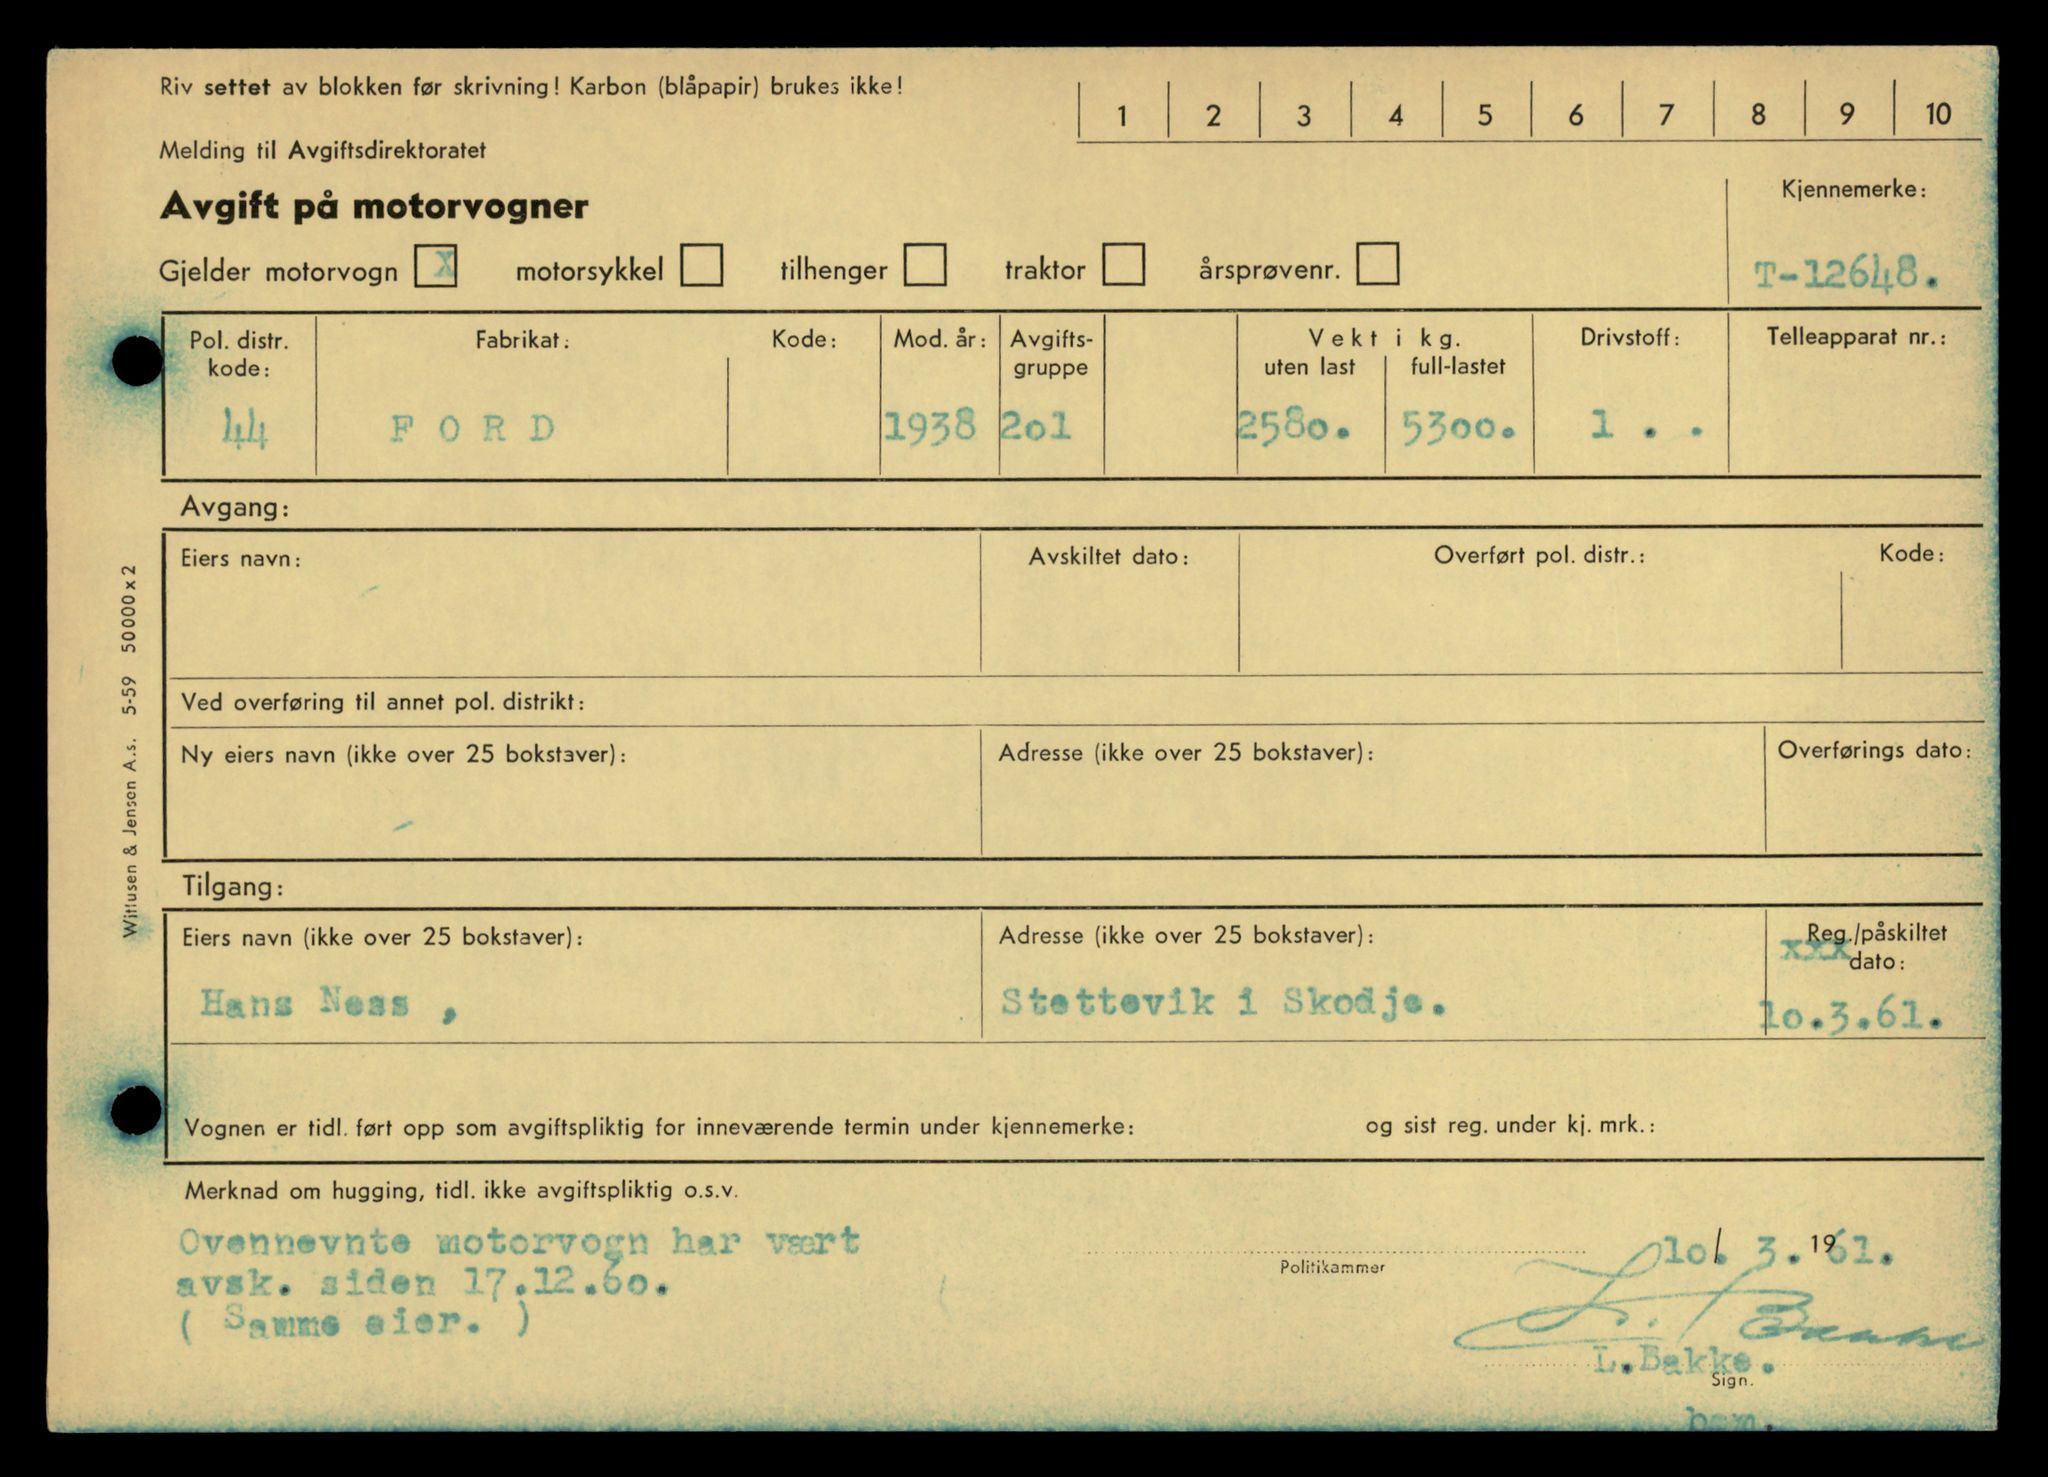 Riv settet av blokken før skrivning! Karbon (blåpapir) brukes ikke!
1 2 3 4 5 6 7 8 9 10
Melding til Avgiftsdirektoratet
Avgift på motorvogner
Kjennemerke:
Gjelder motorvogn X motorsykkel tilhenger traktor årsprøvenr.
T-12648.
Pol. distr. kode:
Fabrikat:
Kode:
Mod. år:
Avgifts-
gruppe
Vekt i kg.
uten last
full-lastet
Drivstoff:
Telleapparat nr.:
44 FORD 1938 2o1 258o. 53oo. 1 . .
Avgang:
Eiers navn:
Avskiltet dato:
Overført pol. distr.:
Kode:
Ved overføring til annet pol. distrikt:
Ny eiers navn (ikke over 25 bokstaver):
Adresse (ikke over 25 bokstaver):
Overførings dato:
Tilgang:
Eiers navn (ikke over 25 bokstaver):
Adresse (ikke over 25 bokstaver):
Reg./påskiltet
xxx
dato:
Hans Ness ,
Stettevik i Skodje.
lo.3.61.
Vognen er tidl. ført opp som avgiftspliktig for inneværende termin under kjennemerke:
og sist reg. under kj. mrk.:
Merknad om hugging, tidl. ikke avgiftspliktig o.s.v.
Ovennevnte motorvogn har vært
avsk. siden 17.12.6o.
( Samme eier. )
Politikammer
lo/. 3. 1961.
L. Bakke
L.Bakke.
Sign.
bem.
Witlusen & Jensen A.s. 5-59 50000 x 2